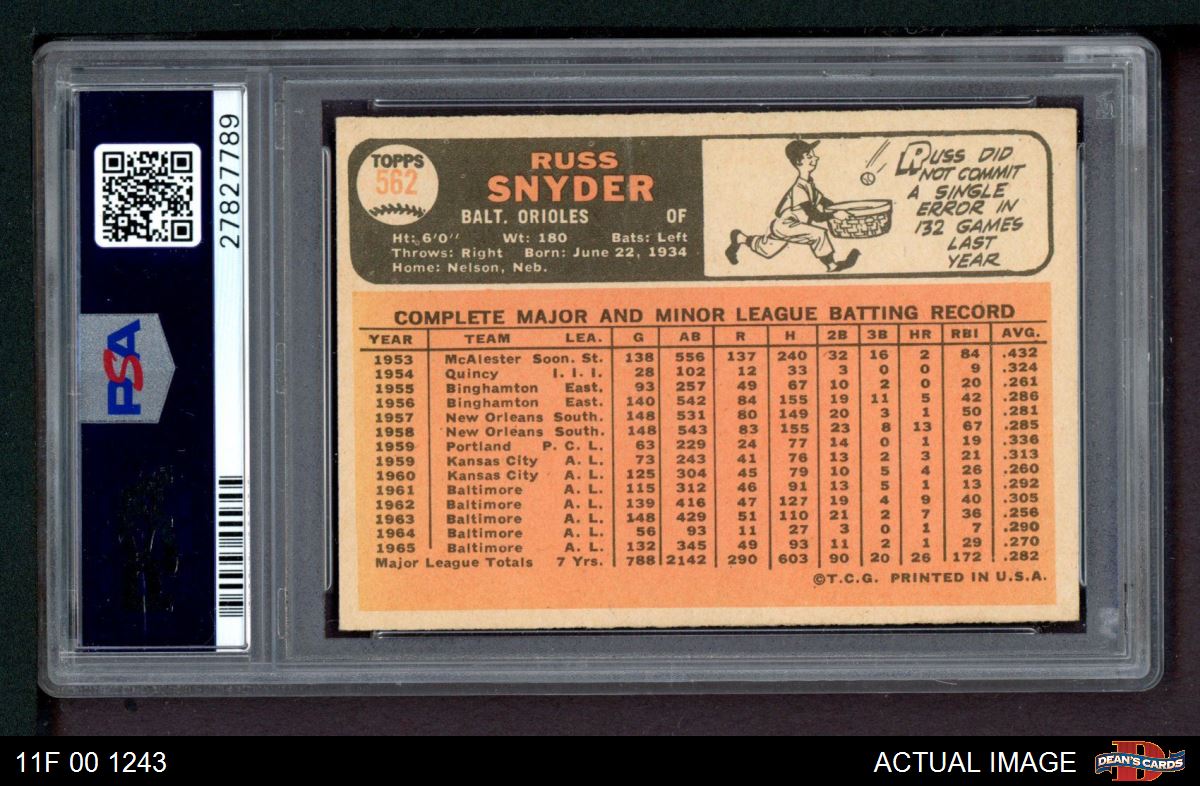 27827789
PSA
TOPPS
562
RUSS
SNYDER
BALT. ORIOLES OF
Ht: 6'0" Wt: 180 Bats: Left
Throws: Right Born: June 22, 1934
Home: Nelson, Neb.
RUSS DID
NOT COMMIT
A SINGLE
ERROR IN
132 GAMES
LAST
YEAR
COMPLETE MAJOR AND MINOR LEAGUE BATTING RECORD
YEAR TEAM LEA. G AB R H 2B 3B HR RBI AVG.
1953 McAlester Soon. St. 138 556 137 240 32 16 2 84 .432
1954 Quincy I. I. I. 28 102 12 33 3 0 0 9 .324
1955 Binghamton East. 93 257 49 67 10 2 0 20 .261
1956 Binghamton East. 140 542 84 155 19 11 5 42 .286
1957 New Orleans South. 148 531 80 149 20 3 1 50 .281
1958 New Orleans South. 148 543 83 155 23 8 13 67 .285
1959 Portland P. C. L. 63 229 24 77 14 0 1 19 .336
1959 Kansas City A. L. 73 243 41 76 13 2 3 21 .313
1960 Kansas City A. L. 125 304 45 79 10 5 4 26 .260
1961 Baltimore A. L. 115 312 46 91 13 5 1 13 .292
1962 Baltimore A. L. 139 416 47 127 19 4 9 40 .305
1963 Baltimore A. L. 148 429 51 110 21 2 7 36 .256
1964 Baltimore A. L. 56 93 11 27 3 0 1 7 .290
1965 Baltimore A. L. 132 345 49 93 11 2 1 29 .270
Major League Totals 7 Yrs. 788 2142 290 603 90 20 26 172 .282
©T.C.G. PRINTED IN U.S.A.
11F 00 1243
ACTUAL IMAGE
DEAN'S CARDS